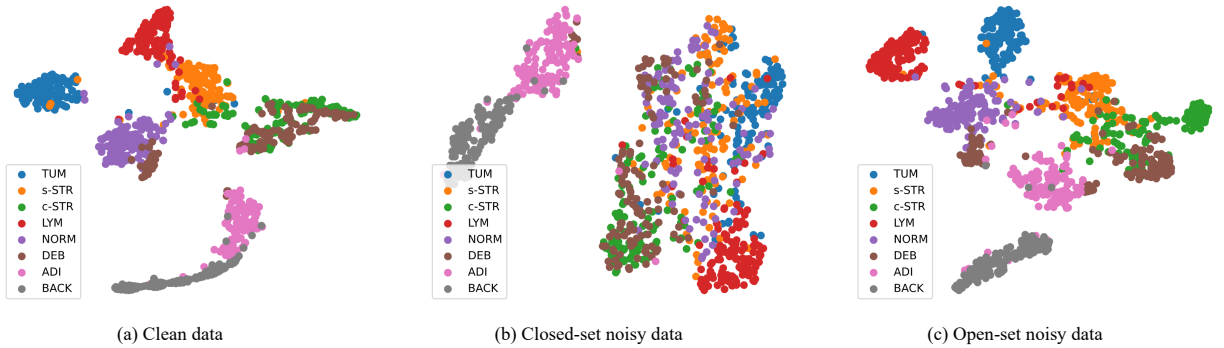 TUM
s-STR
c-STR
LYM
NORM
DEB
ADI
BACK
(a) Clean data
TUM
s-STR
c-STR
LYM
NORM
DEB
ADI
BACK
(b) Closed-set noisy data
TUM
s-STR
c-STR
LYM
NORM
DEB
ADI
BACK
(c) Open-set noisy data